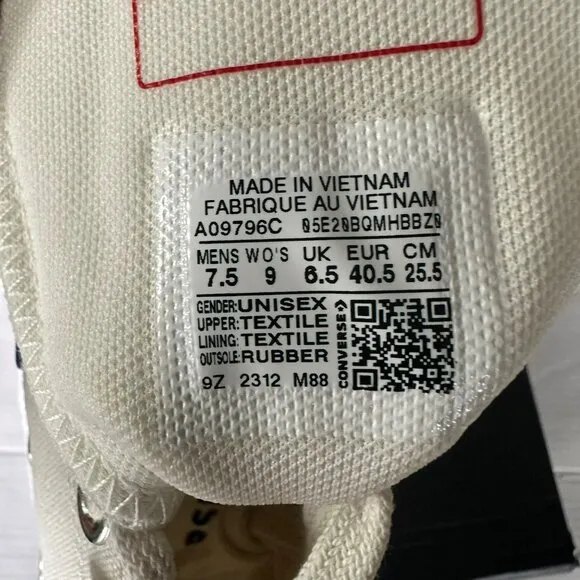 MADE IN VIETNAM
FABRIQUE AU VIETNAM
A09796C 05E20BQMHBBZ0
MENS WO'S UK EUR CM
7.5 9 6.5 40.5 25.5
GENDER:UNISEX
UPPER:TEXTILE
LINING:TEXTILE
OUTSOLE:RUBBER
CONVERSE
9Z 2312 M88